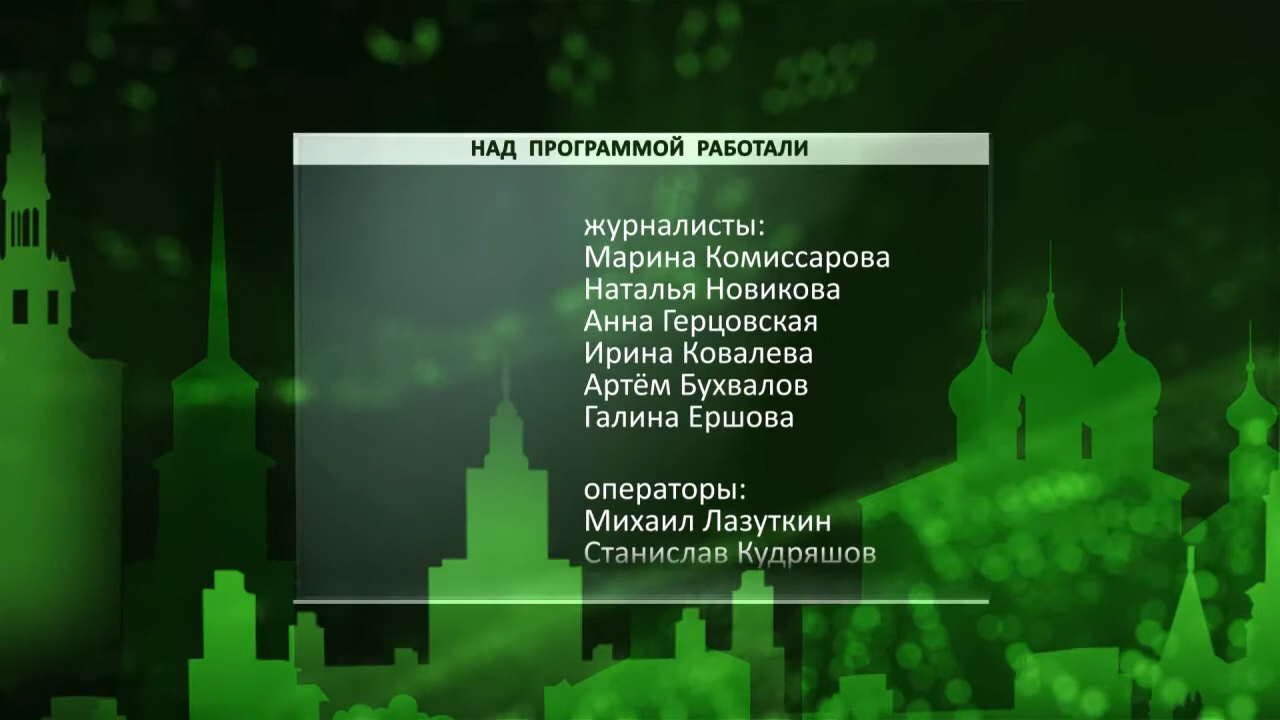 НАД ПРОГРАММОЙ РАБОТАЛИ
журналисты:
Марина Комиссарова
Наталья Новикова
Анна Герцовская
Ирина Ковалева
Артём Бухвалов
Галина Ершова
операторы:
Михаил Лазуткин
Станислав Кудряшов